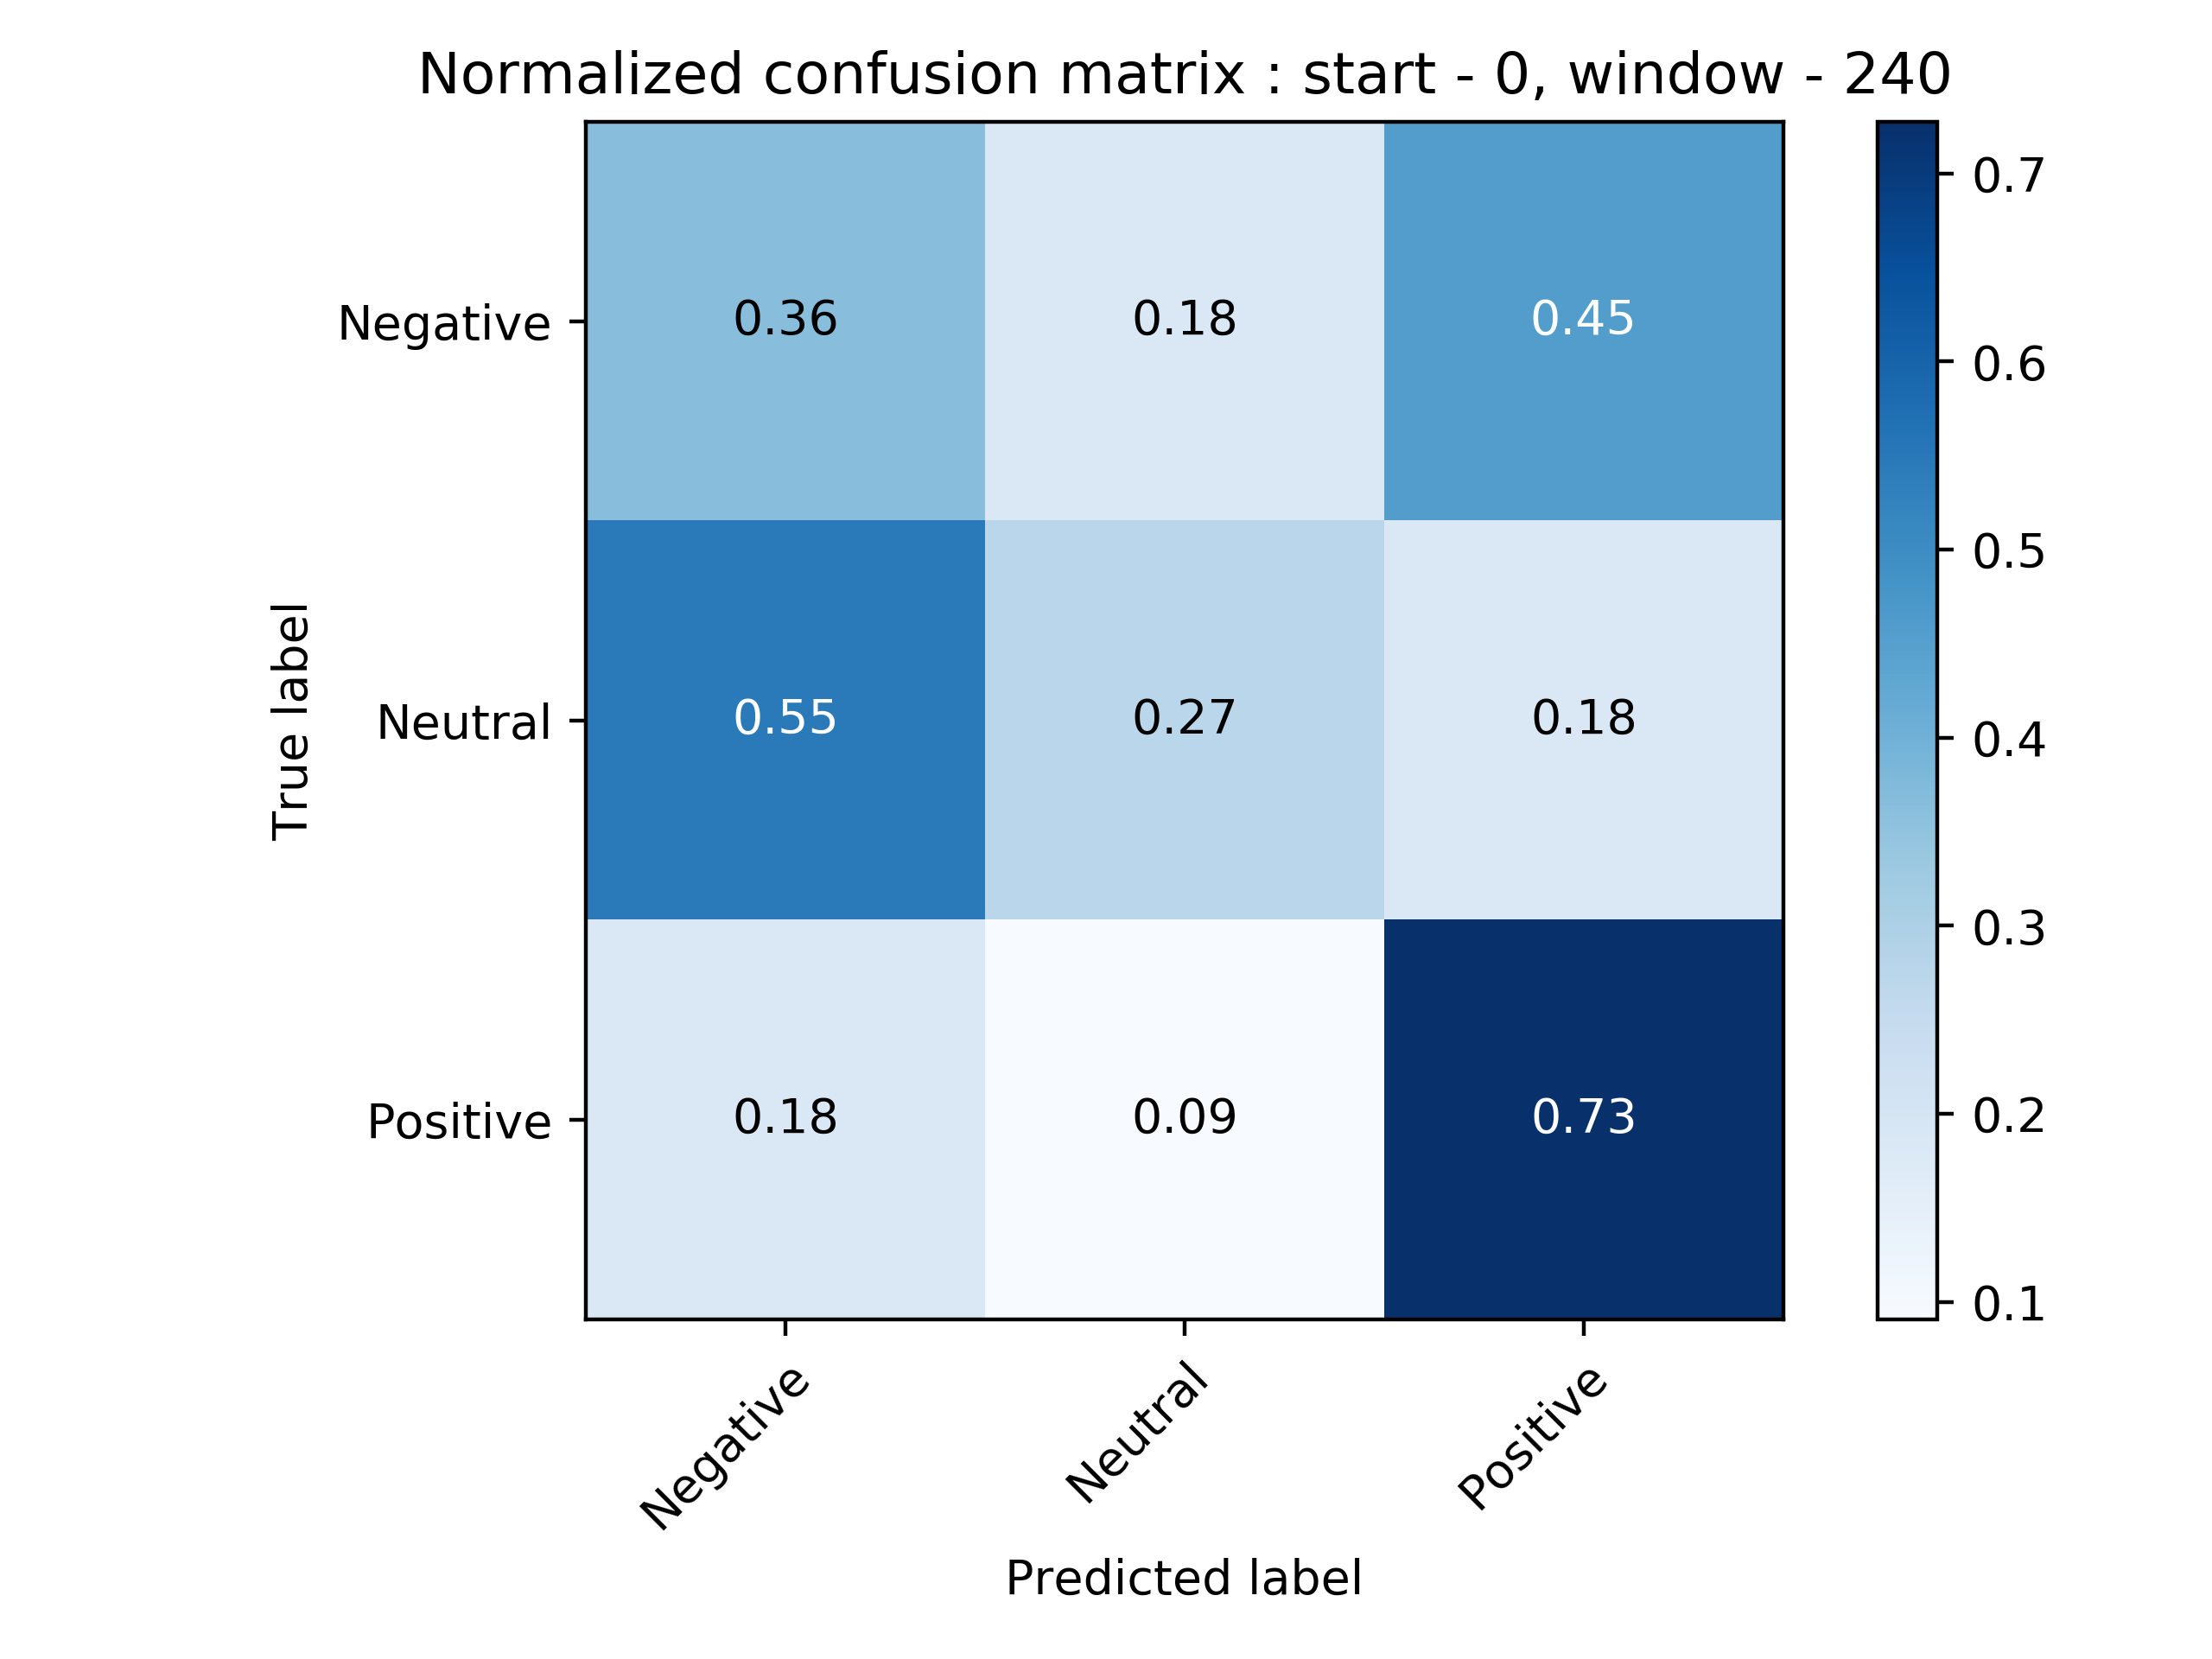 Normalized confusion matrix : start - 0, window - 240
Negative
0.36
0.18
0.45
Neutral
0.55
0.27
0.18
Positive
0.18
0.09
0.73
True label
Negative
Neutral
Positive
Predicted label
0.7
0.6
0.5
0.4
0.3
0.2
0.1